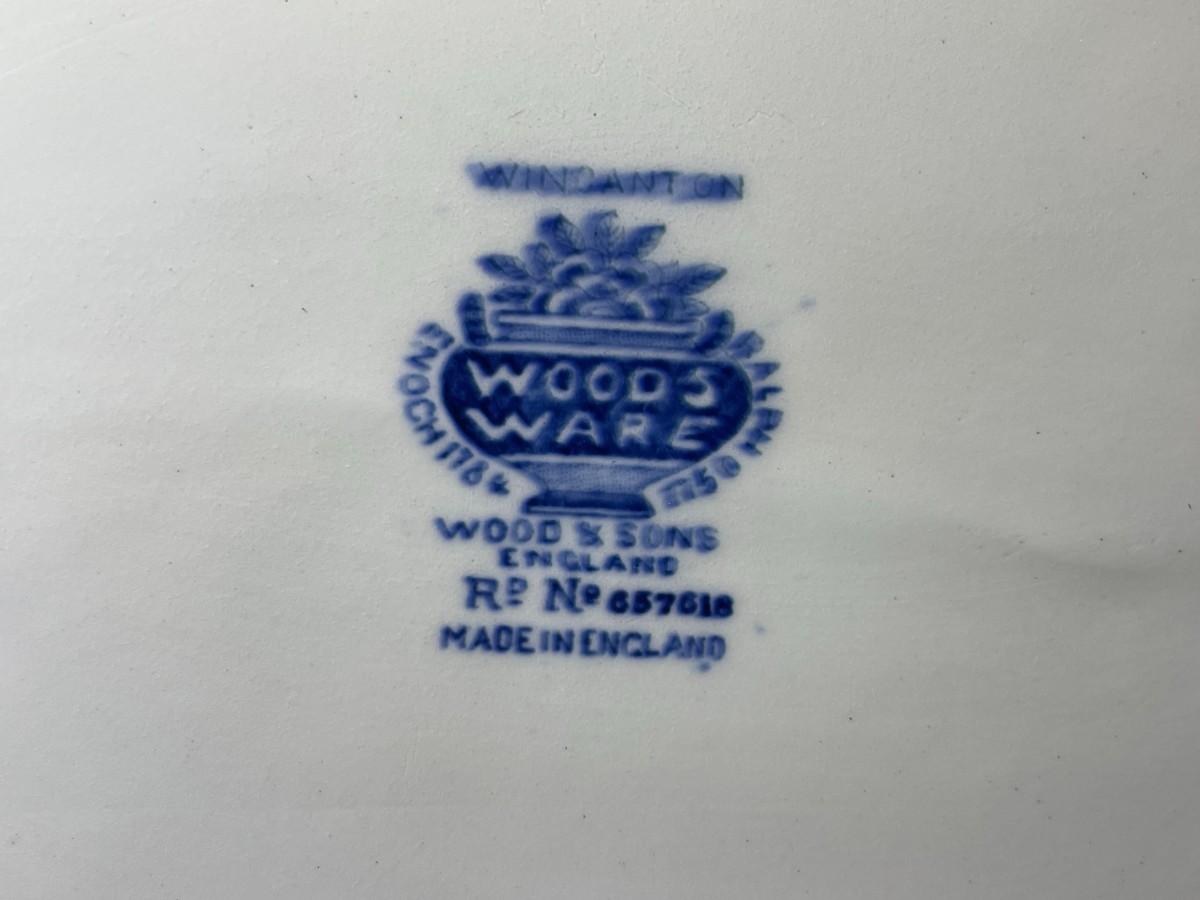 WINCANTON
ENOCH 1784
RALPH 1750
WOODS
WARE
WOOD & SONS
ENGLAND
Rᴰ Nº 657618
MADE IN ENGLAND